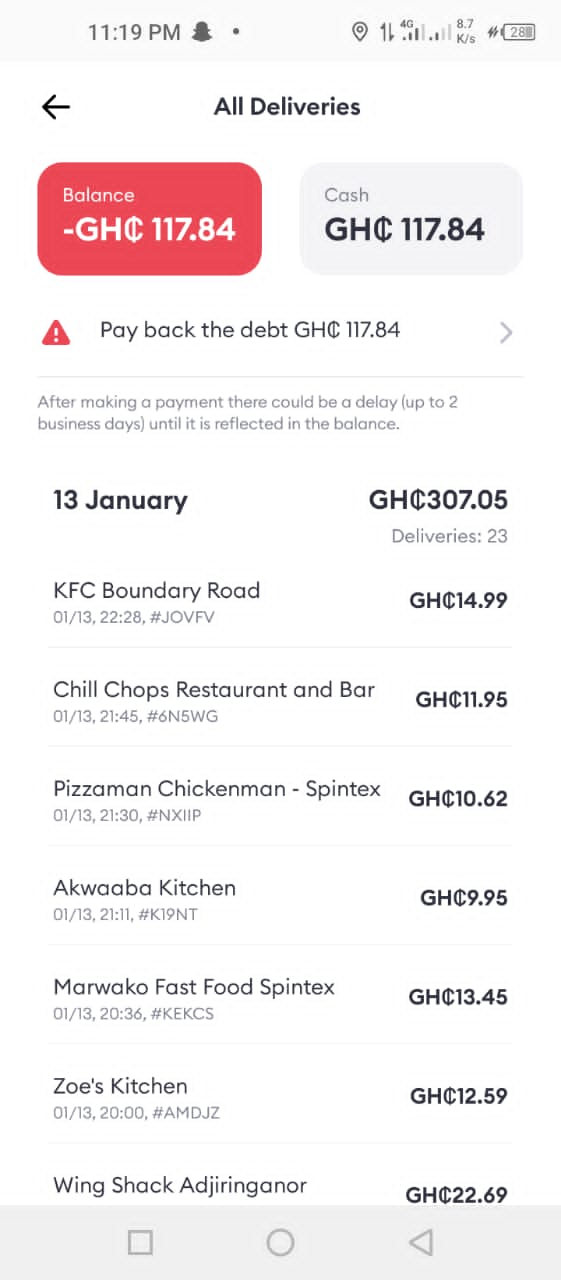 11:19 PM
4G 8.7 K/s 28
All Deliveries
Balance
-GH₵ 117.84
Cash
GH₵ 117.84
Pay back the debt GH₵ 117.84
After making a payment there could be a delay (up to 2
business days) until it is reflected in the balance.
13 January GH₵307.05
Deliveries: 23
KFC Boundary Road GH₵14.99
01/13, 22:28, #JOVFV
Chill Chops Restaurant and Bar GH₵11.95
01/13, 21:45, #6N5WG
Pizzaman Chickenman - Spintex GH₵10.62
01/13, 21:30, #NXIIP
Akwaaba Kitchen GH₵9.95
01/13, 21:11, #K19NT
Marwako Fast Food Spintex GH₵13.45
01/13, 20:36, #KEKCS
Zoe's Kitchen GH₵12.59
01/13, 20:00, #AMDJZ
Wing Shack Adjiringanor GH₵22.69